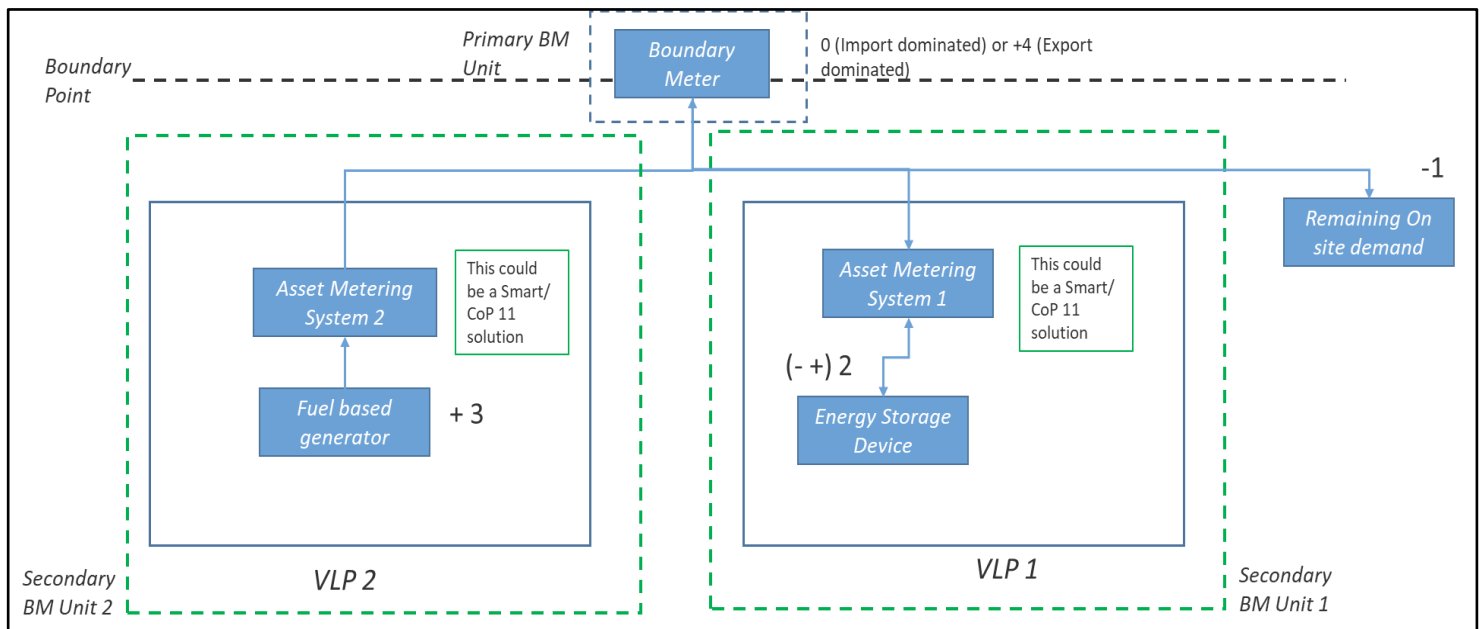 Primary BM
Unit
Boundary
Meter
0 (Import dominated) or +4 (Export
dominated)
Boundary
Point
-1
Remaining On
site demand
Asset Metering
System 2
This could
be a Smart/
CoP 11
solution
Asset Metering
System 1
This could
be a Smart/
CoP 11
solution
Fuel based
generator
+ 3
(- +) 2
Energy Storage
Device
Secondary
BM Unit 2
VLP 2
VLP 1
Secondary
BM Unit 1